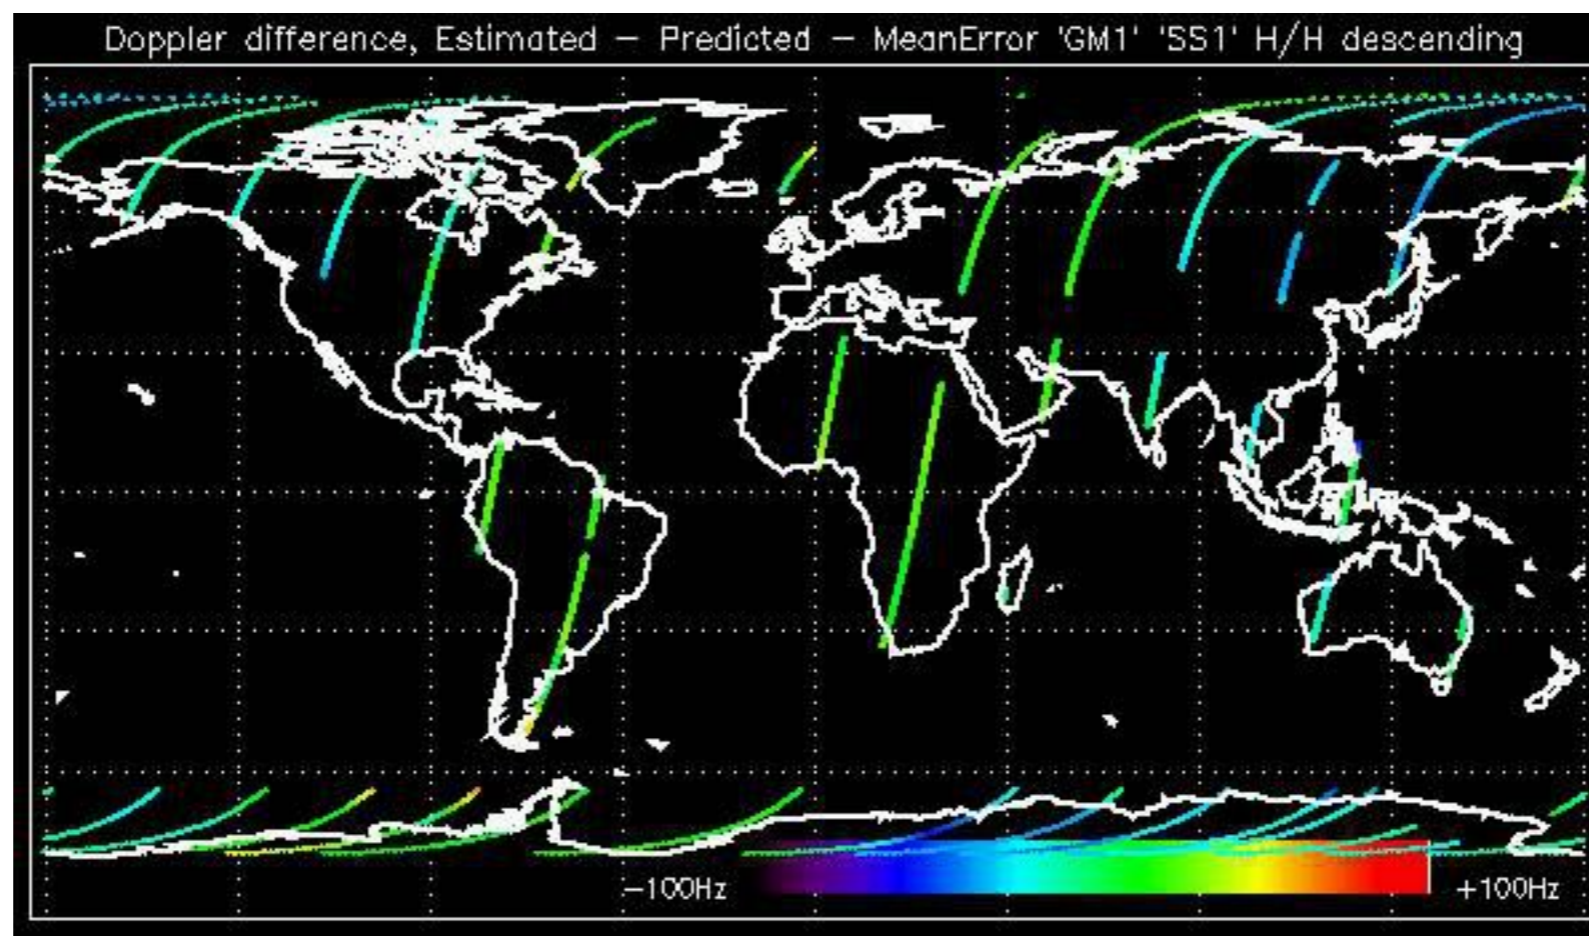 Doppler difference, Estimated – Predicted – MeanError 'GM1' 'SS1' H/H descending
–100Hz +100Hz